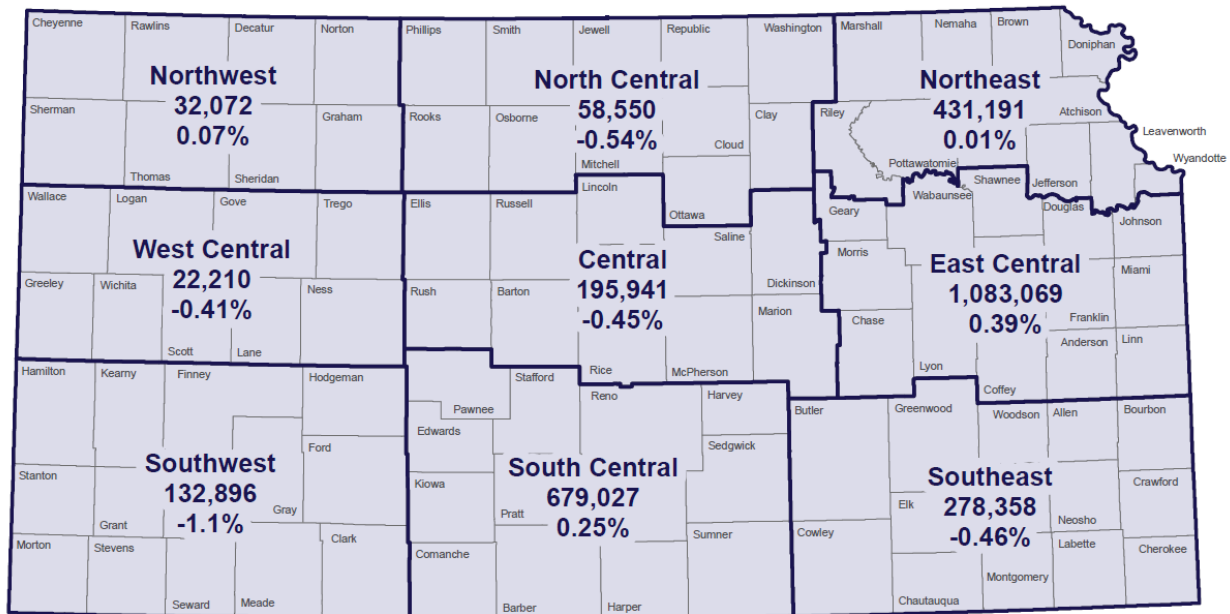 Cheyenne
Rawlins
Decatur
Norton
Phillips
Smith
Jewell
Republic
Washington
Marshall
Nemaha
Brown
Doniphan
Northwest
32,072
0.07%
North Central
58,550
-0.54%
Northeast
431,191
0.01%
Sherman
Graham
Rooks
Osborne
Clay
Riley
Atchison
Leavenworth
Cloud
Mitchell
Pottawatomie
Wyandotte
Thomas
Sheridan
Lincoln
Shawnee
Jefferson
Wallace
Logan
Gove
Trego
Ellis
Russell
Wabaunsee
Ottawa
Geary
Douglas
Johnson
Saline
West Central
22,210
-0.41%
Central
195,941
-0.45%
East Central
1,083,069
0.39%
Morris
Miami
Greeley
Wichita
Ness
Rush
Barton
Dickinson
Marion
Chase
Franklin
Anderson
Linn
Scott
Lane
Rice
McPherson
Lyon
Coffey
Hamilton
Kearny
Finney
Hodgeman
Stafford
Reno
Harvey
Pawnee
Butler
Greenwood
Woodson
Allen
Bourbon
Edwards
Ford
Sedgwick
Southwest
132,896
-1.1%
South Central
679,027
0.25%
Southeast
278,358
-0.46%
Stanton
Kiowa
Crawford
Elk
Gray
Pratt
Neosho
Grant
Morton
Stevens
Clark
Comanche
Sumner
Cowley
Labette
Cherokee
Montgomery
Seward
Meade
Barber
Harper
Chautauqua